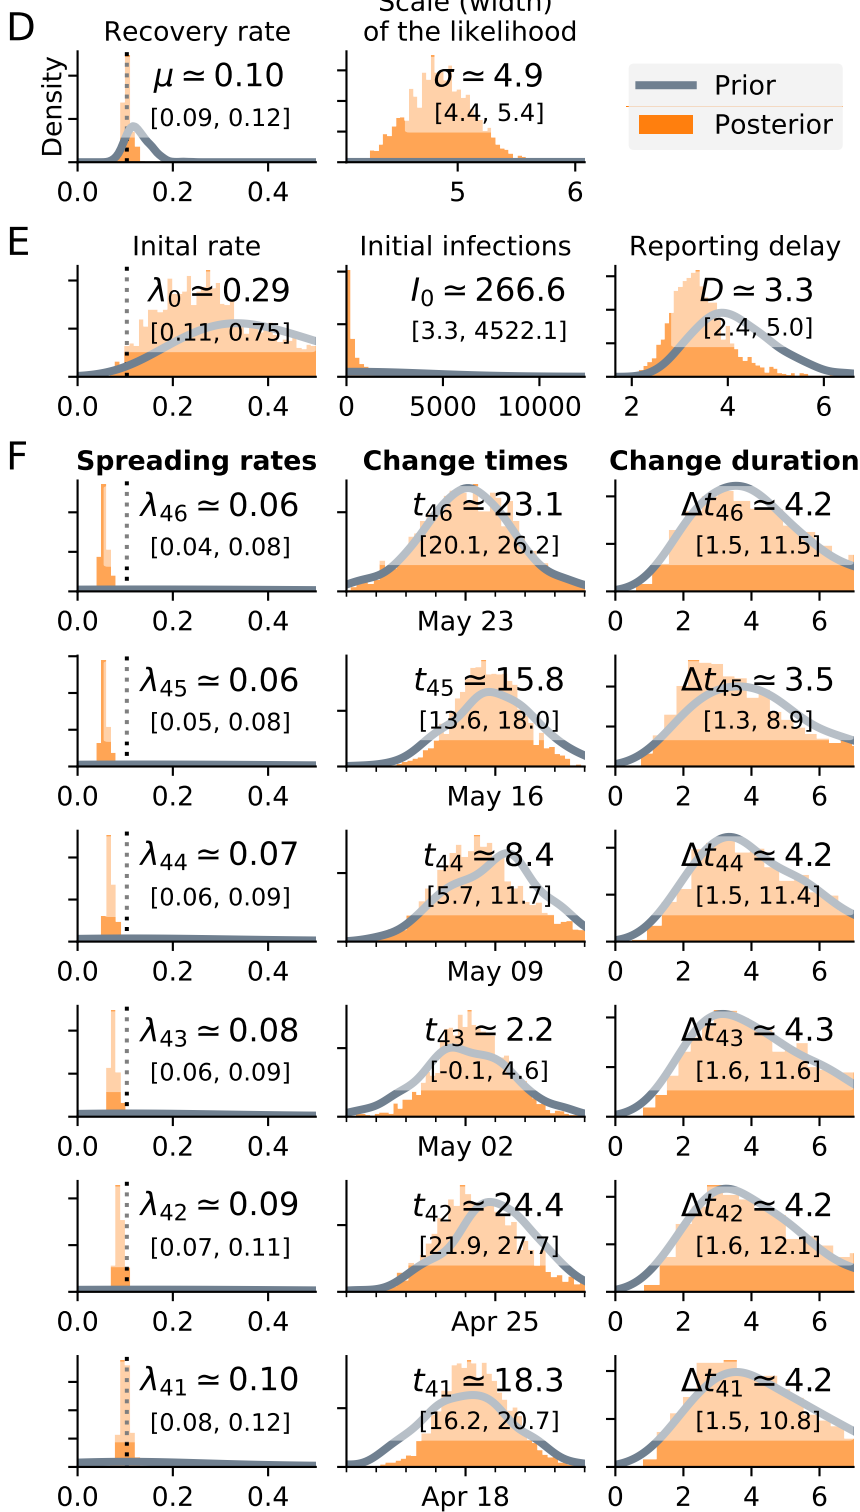 D
Scale (width)
Recovery rate
of the likelihood
Density
μ ≃ 0.10
[0.09, 0.12]
σ ≃ 4.9
[4.4, 5.4]
Prior
Posterior
0.0 0.2 0.4
5 6
E
Inital rate
Initial infections
Reporting delay
λ0 ≃ 0.29
[0.11, 0.75]
I0 ≃ 266.6
[3.3, 4522.1]
D ≃ 3.3
[2.4, 5.0]
0.0 0.2 0.4
0 5000 10000
2 4 6
F
Spreading rates
Change times
Change duration
λ46 ≃ 0.06
[0.04, 0.08]
t46 ≃ 23.1
[20.1, 26.2]
Δt46 ≃ 4.2
[1.5, 11.5]
0.0 0.2 0.4
May 23
0 2 4 6
λ45 ≃ 0.06
[0.05, 0.08]
t45 ≃ 15.8
[13.6, 18.0]
Δt45 ≃ 3.5
[1.3, 8.9]
0.0 0.2 0.4
May 16
0 2 4 6
λ44 ≃ 0.07
[0.06, 0.09]
t44 ≃ 8.4
[5.7, 11.7]
Δt44 ≃ 4.2
[1.5, 11.4]
0.0 0.2 0.4
May 09
0 2 4 6
λ43 ≃ 0.08
[0.06, 0.09]
t43 ≃ 2.2
[-0.1, 4.6]
Δt43 ≃ 4.3
[1.6, 11.6]
0.0 0.2 0.4
May 02
0 2 4 6
λ42 ≃ 0.09
[0.07, 0.11]
t42 ≃ 24.4
[21.9, 27.7]
Δt42 ≃ 4.2
[1.6, 12.1]
0.0 0.2 0.4
Apr 25
0 2 4 6
λ41 ≃ 0.10
[0.08, 0.12]
t41 ≃ 18.3
[16.2, 20.7]
Δt41 ≃ 4.2
[1.5, 10.8]
0.0 0.2 0.4
Apr 18
0 2 4 6